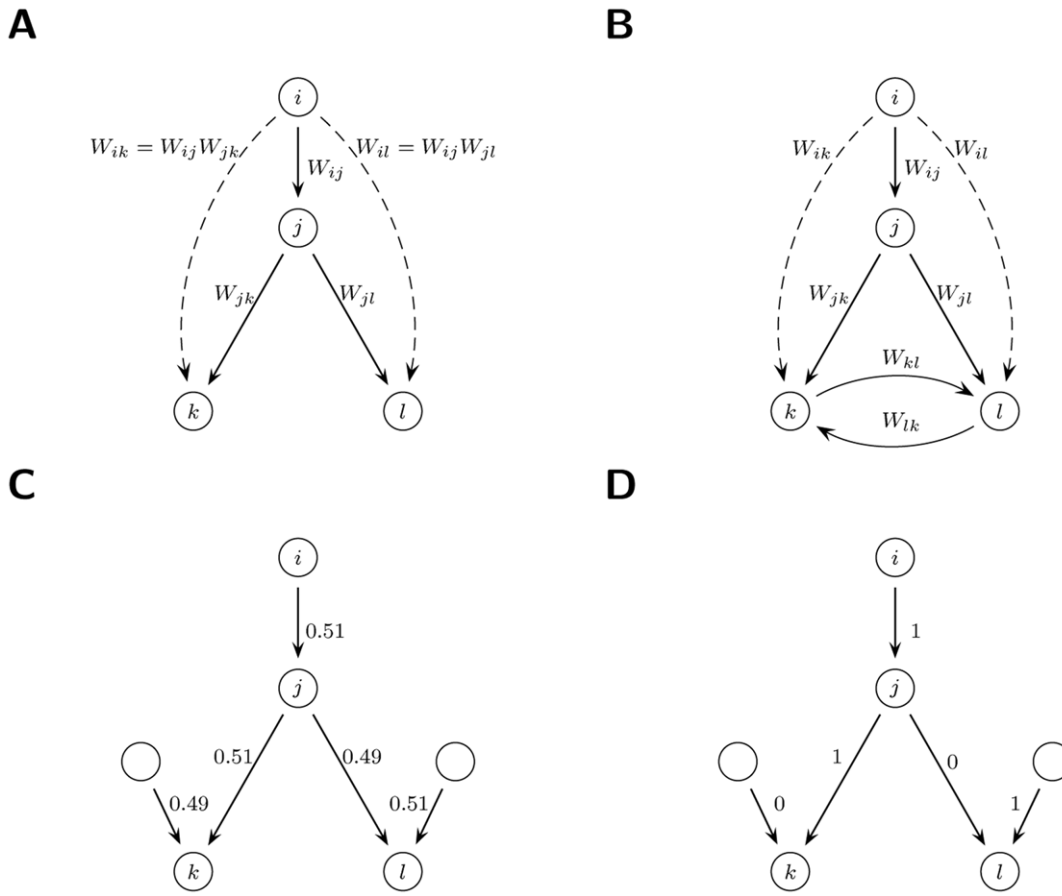 A
B
i
i
W_{ik} = W_{ij}W_{jk}
W_{il} = W_{ij}W_{jl}
W_{ik}
W_{il}
W_{ij}
W_{ij}
j
j
W_{jk}
W_{jl}
W_{jk}
W_{jl}
W_{kl}
k
l
k
l
W_{lk}
C
D
i
i
0.51
1
j
j
0.51
0.49
1
0
0.49
0.51
0
1
k
l
k
l